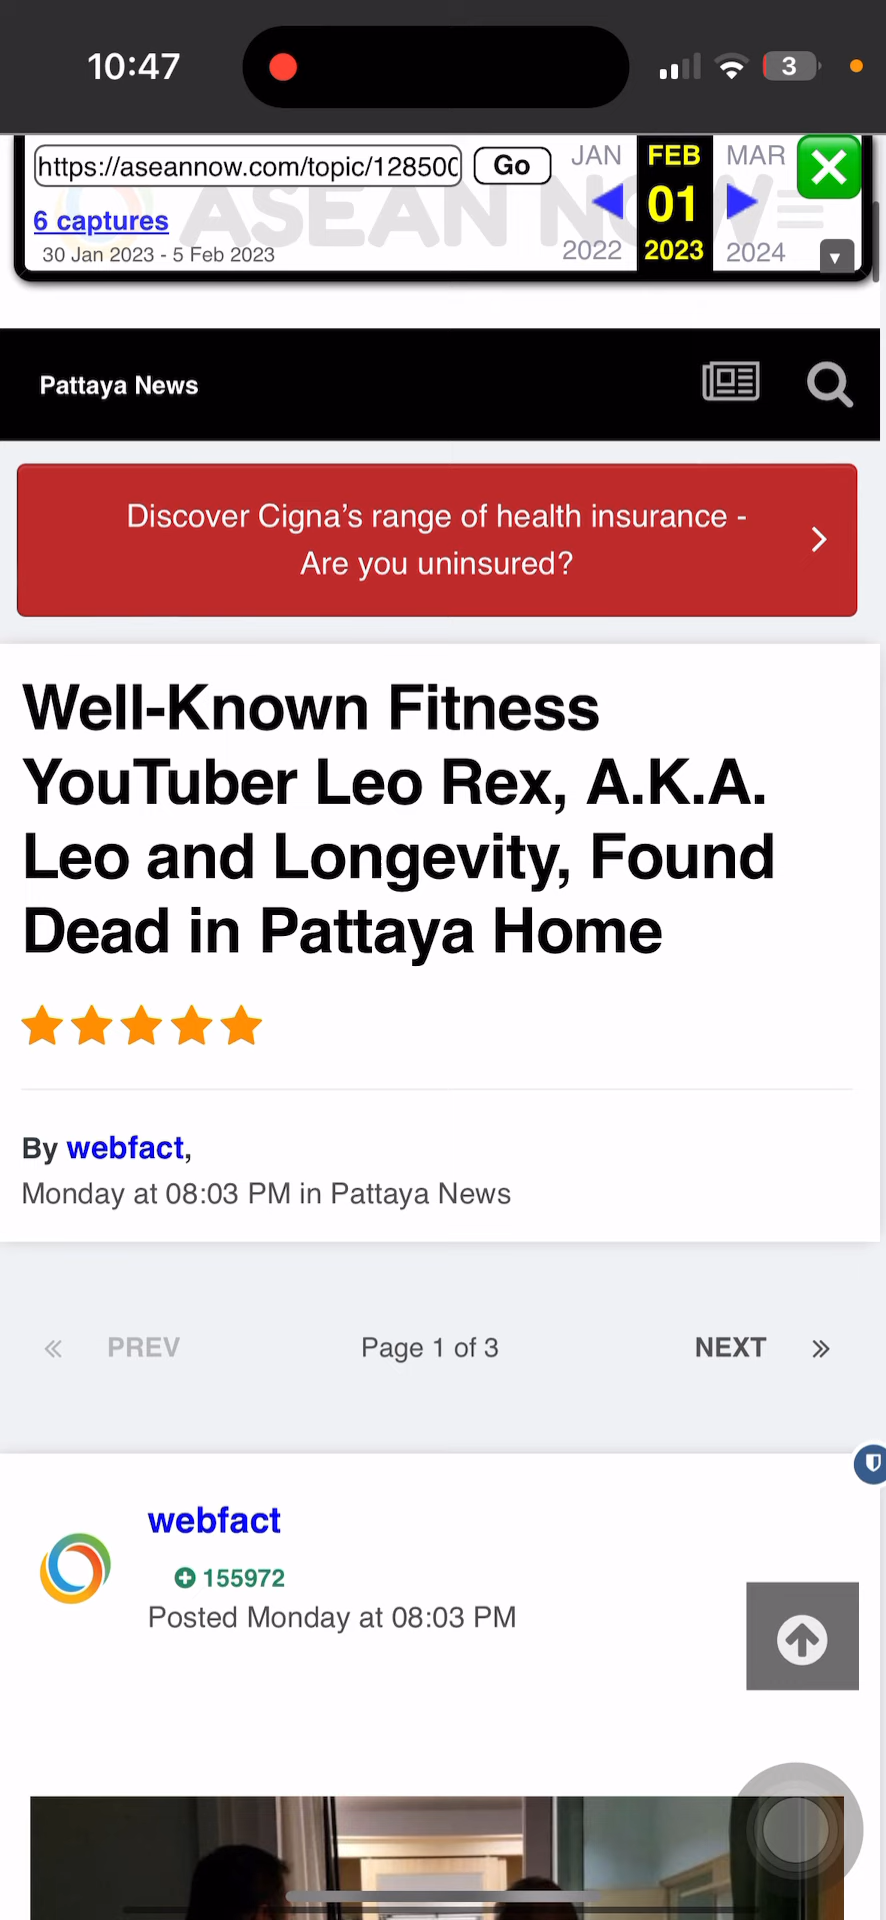 10:47
3
https://aseannow.com/topic/128500
Go
JAN
FEB
MAR
ASEAN NOW
6 captures
01
30 Jan 2023 - 5 Feb 2023
2022
2023
2024
Pattaya News
Discover Cigna’s range of health insurance -
Are you uninsured?
Well-Known Fitness
YouTuber Leo Rex, A.K.A.
Leo and Longevity, Found
Dead in Pattaya Home
By webfact,
Monday at 08:03 PM in Pattaya News
« PREV
Page 1 of 3
NEXT »
webfact
155972
Posted Monday at 08:03 PM